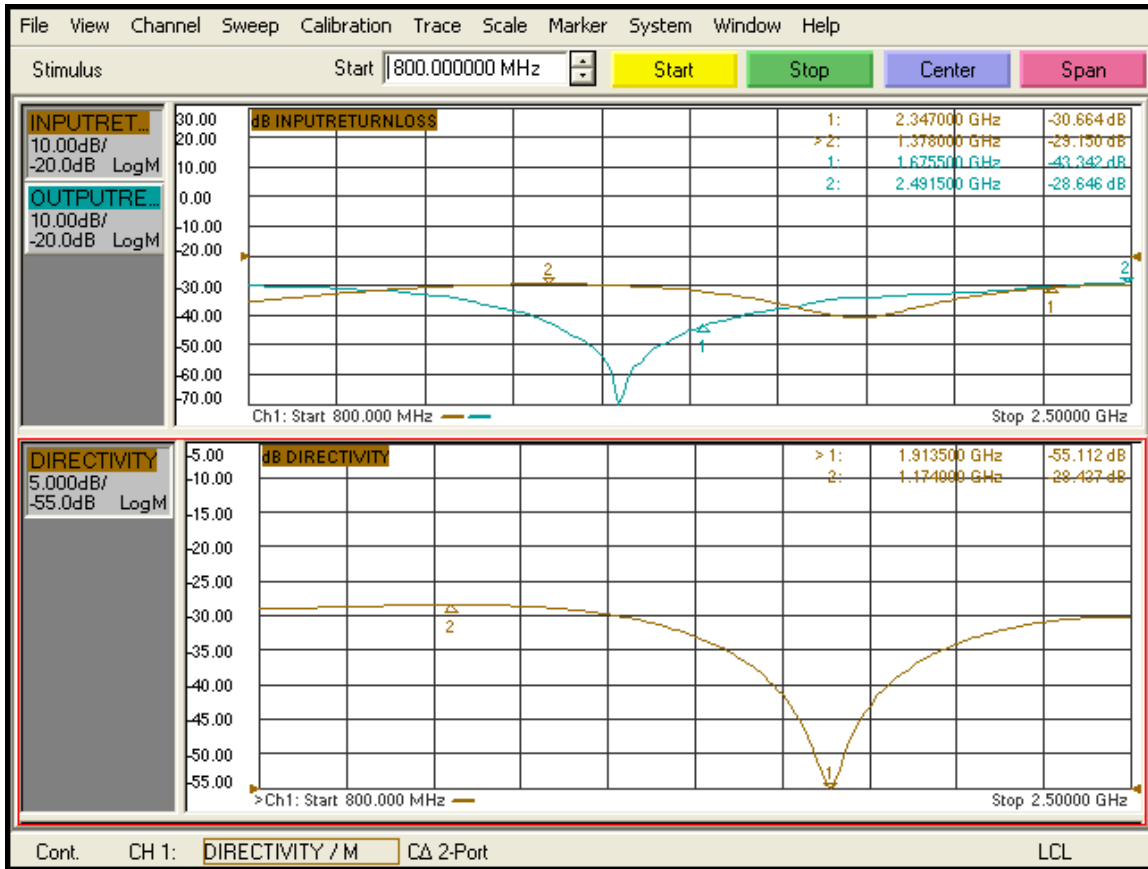 File View Channel Sweep Calibration Trace Scale Marker System Window Help
Stimulus Start 800.000000 MHz Start Stop Center Span
INPUTRET...
10.00dB/
-20.0dB LogM
OUTPUTRE...
10.00dB/
-20.0dB LogM
30.00
20.00
10.00
0.00
-10.00
-20.00
-30.00
-40.00
-50.00
-60.00
-70.00
dB INPUTRETURNLOSS
1: 2.347000 GHz -30.664 dB
> 2: 1.378000 GHz -29.150 dB
1: 1.675500 GHz -43.342 dB
2: 2.491500 GHz -28.646 dB
2
2
1
1
Ch1: Start 800.000 MHz Stop 2.50000 GHz
DIRECTIVITY
5.000dB/
-55.0dB LogM
-5.00
-10.00
-15.00
-20.00
-25.00
-30.00
-35.00
-40.00
-45.00
-50.00
-55.00
dB DIRECTIVITY
> 1: 1.913500 GHz -55.112 dB
2: 1.174000 GHz -28.437 dB
2
1
>Ch1: Start 800.000 MHz Stop 2.50000 GHz
Cont. CH 1: DIRECTIVITY / M CΔ 2-Port LCL